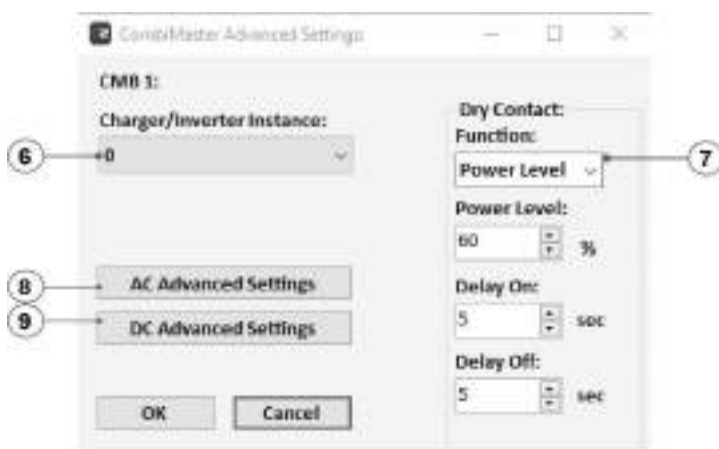 CombiMaster Advanced Settings
CMB 1:
Charger/Inverter Instance:
6
0
Dry Contact:
Function:
Power Level
7
Power Level:
60 %
8
AC Advanced Settings
Delay On:
5 sec
9
DC Advanced Settings
Delay Off:
5 sec
OK
Cancel